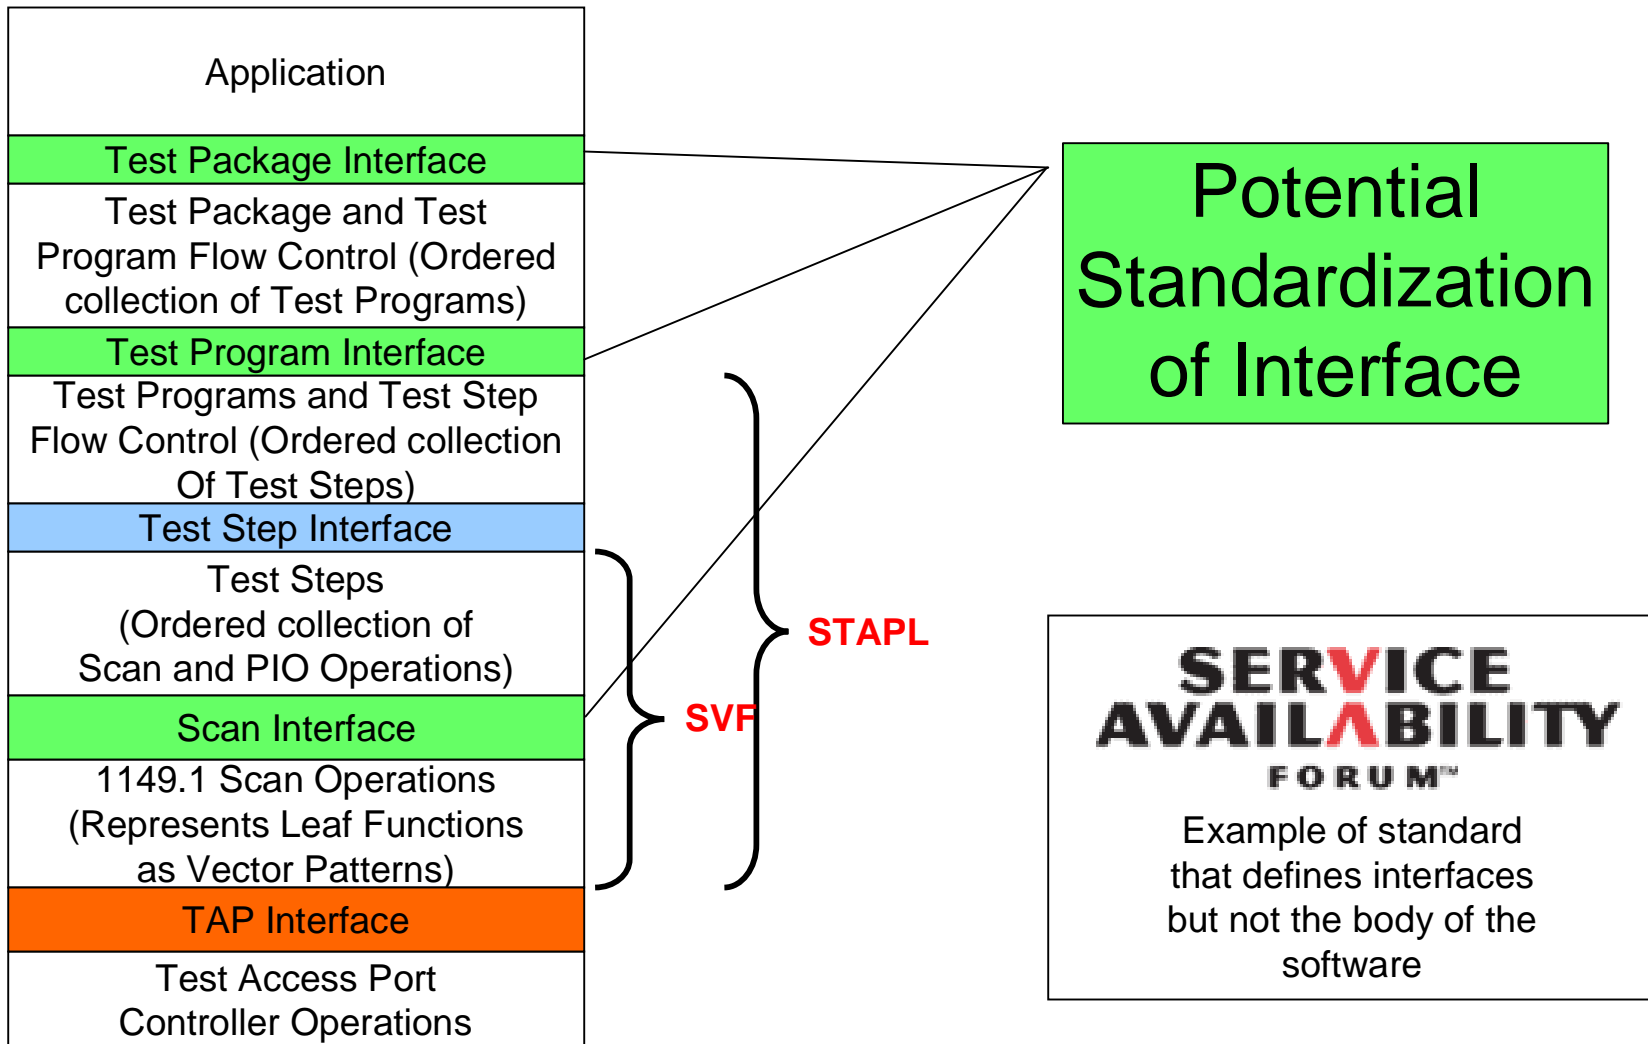 Application
Test Package Interface
Test Package and Test
Program Flow Control (Ordered
collection of Test Programs)
Test Program Interface
Test Programs and Test Step
Flow Control (Ordered collection
Of Test Steps)
Test Step Interface
Test Steps
(Ordered collection of
Scan and PIO Operations)
Scan Interface
1149.1 Scan Operations
(Represents Leaf Functions
as Vector Patterns)
TAP Interface
Test Access Port
Controller Operations
SVF
STAPL
Potential
Standardization
of Interface
SERVICE
AVAILABILITY
FORUM™
Example of standard
that defines interfaces
but not the body of the
software